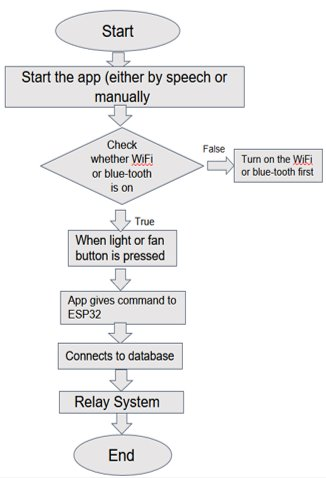 Start
Start the app (either by speech or
manually
Check
whether WiFi
or blue-tooth
is on
False
Turn on the WiFi
or blue-tooth first
True
When light or fan
button is pressed
App gives command to
ESP32
Connects to database
Relay System
End